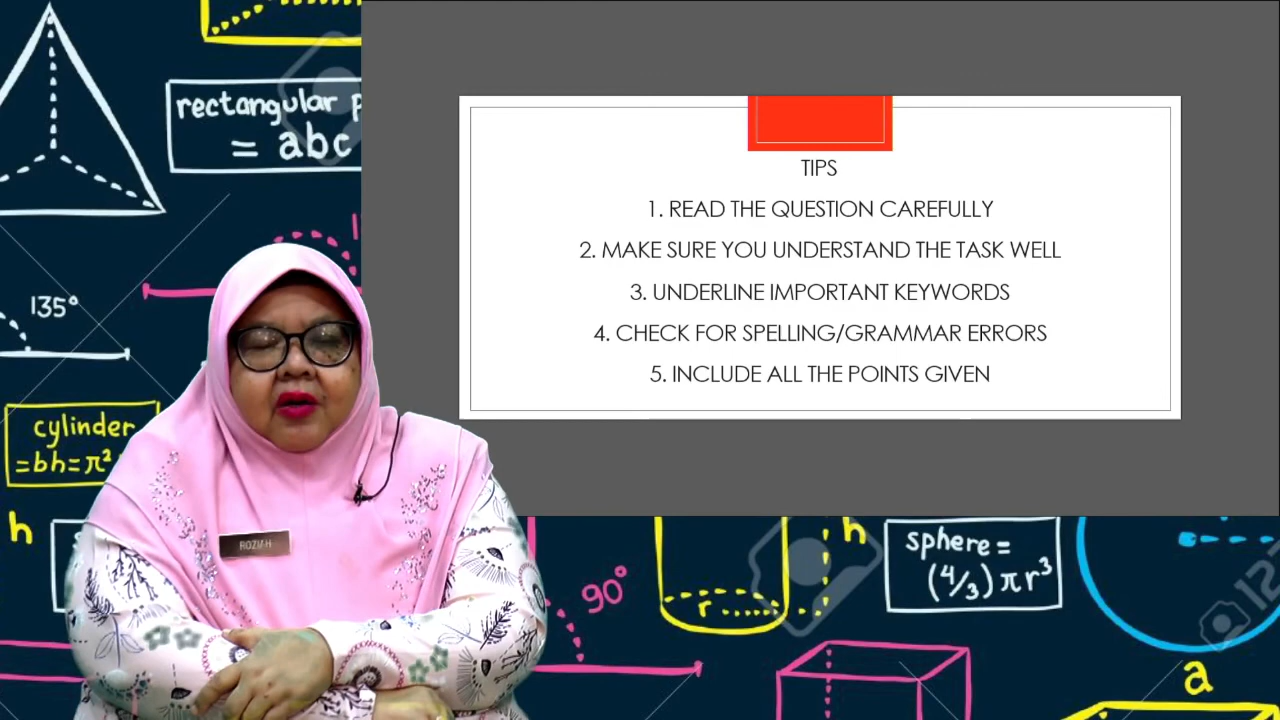 rectangular p
= abc
135°
cylinder
=bh=π²
h
TIPS
1. READ THE QUESTION CAREFULLY
2. MAKE SURE YOU UNDERSTAND THE TASK WELL
3. UNDERLINE IMPORTANT KEYWORDS
4. CHECK FOR SPELLING/GRAMMAR ERRORS
5. INCLUDE ALL THE POINTS GIVEN
ROZIAH
90°
r
h
sphere =
(4/3) πr³
a